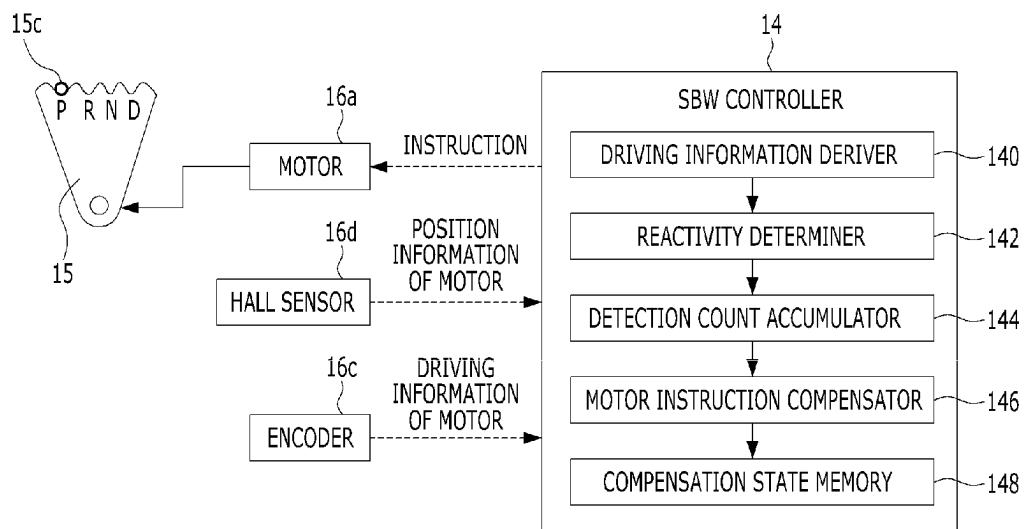 15c
P R N D
15
16a
MOTOR
INSTRUCTION
16d
HALL SENSOR
POSITION
INFORMATION
OF MOTOR
16c
ENCODER
DRIVING
INFORMATION
OF MOTOR
14
SBW CONTROLLER
DRIVING INFORMATION DERIVER
140
REACTIVITY DETERMINER
142
DETECTION COUNT ACCUMULATOR
144
MOTOR INSTRUCTION COMPENSATOR
146
COMPENSATION STATE MEMORY
148